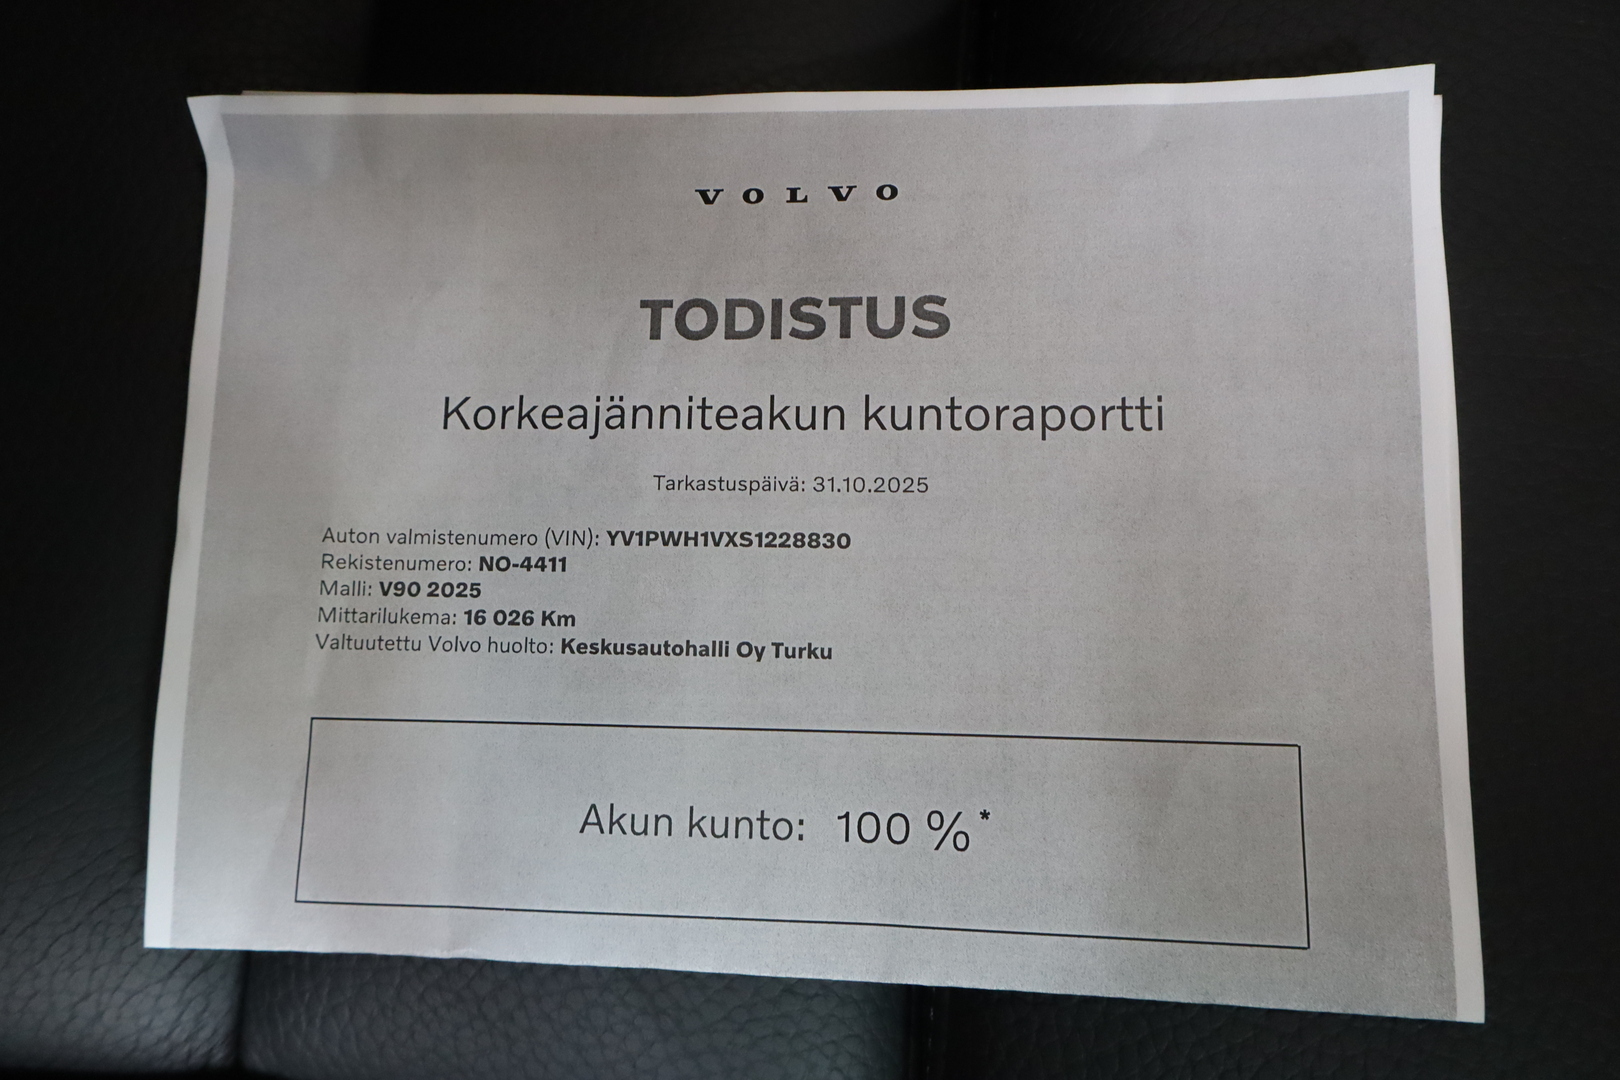 VOLVO
TODISTUS
Korkeajänniteakun kuntoraportti
Tarkastuspäivä: 31.10.2025
Auton valmistenumero (VIN): YV1PWH1VXS1228830
Rekistenumero: NO-4411
Malli: V90 2025
Mittarilukema: 16 026 Km
Valtuutettu Volvo huolto: Keskusautohalli Oy Turku
Akun kunto: 100 %*